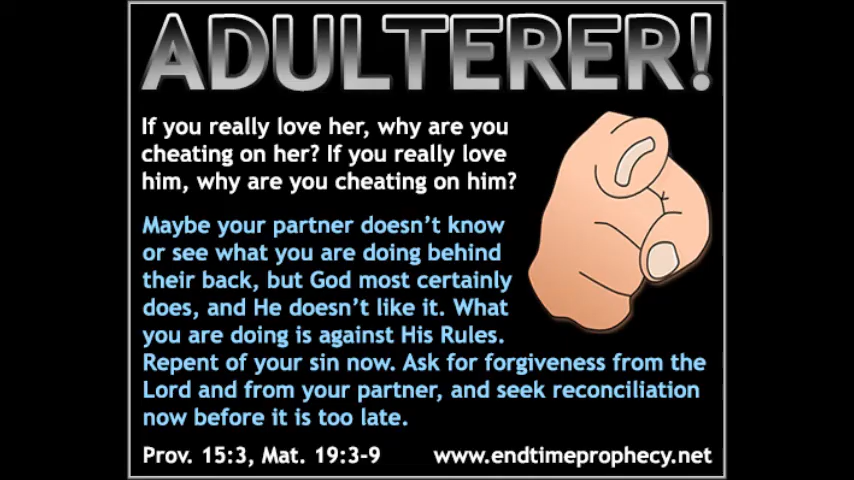 ADULTERER!
If you really love her, why are you
cheating on her? If you really love
him, why are you cheating on him?
Maybe your partner doesn't know
or see what you are doing behind
their back, but God most certainly
does, and He doesn't like it. What
you are doing is against His Rules.
Repent of your sin now. Ask for forgiveness from the
Lord and from your partner, and seek reconciliation
now before it is too late.
Prov. 15:3, Mat. 19:3-9 www.endtimeprophecy.net